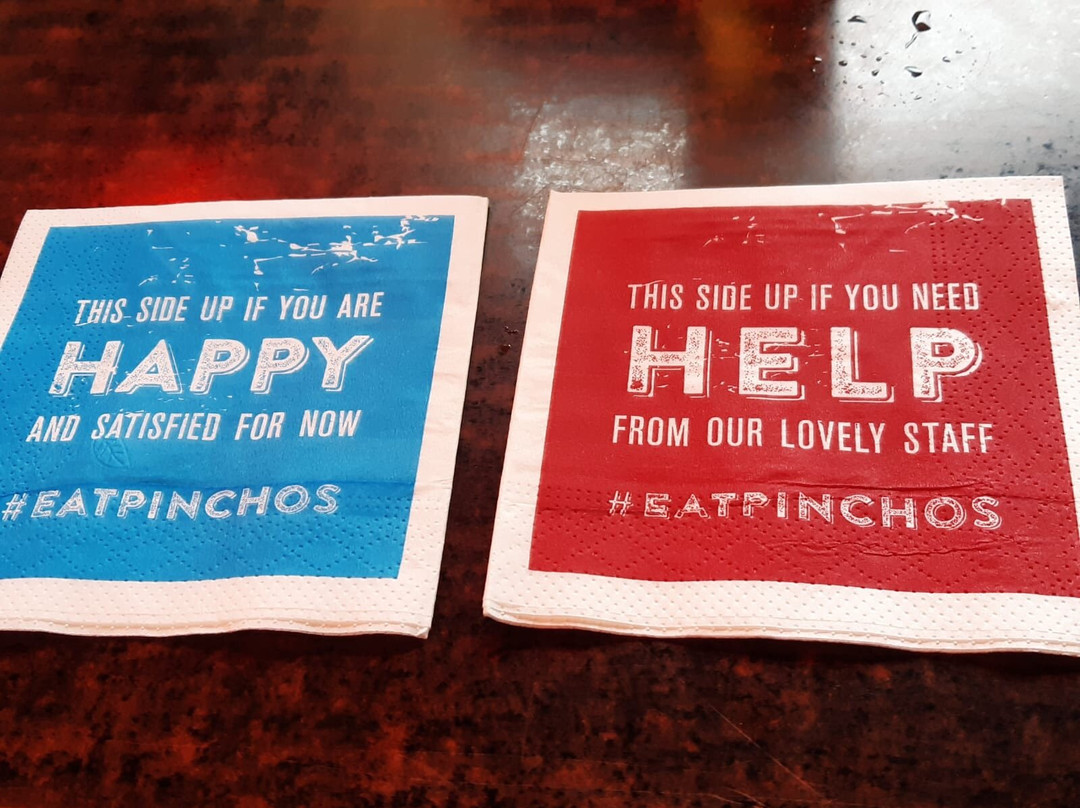 THIS SIDE UP IF YOU ARE
HAPPY
AND SATISFIED FOR NOW
#EATPINCHOS
THIS SIDE UP IF YOU NEED
HELP
FROM OUR LOVELY STAFF
#EATPINCHOS